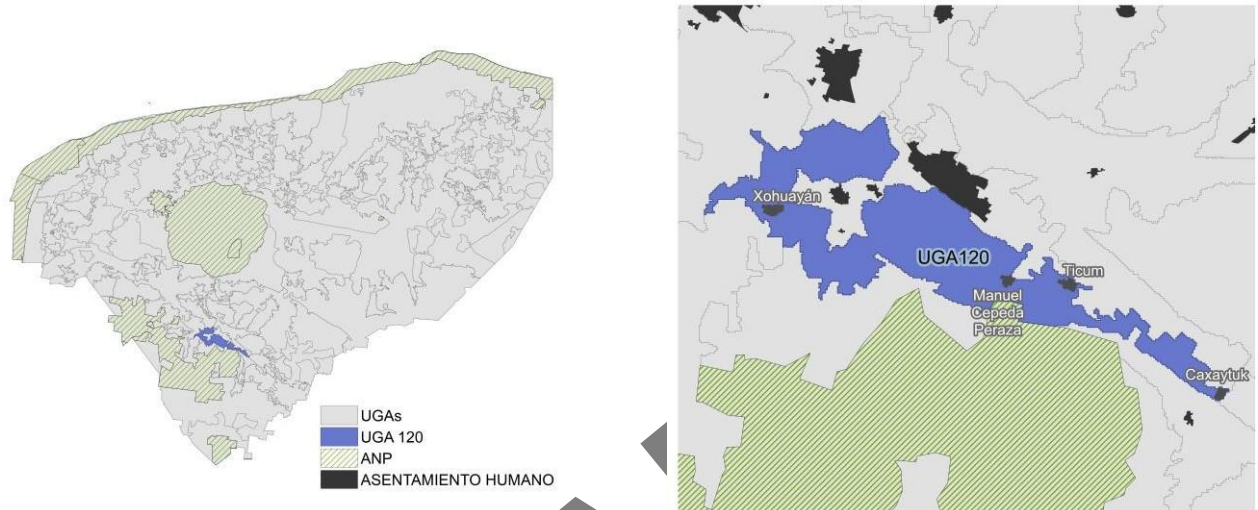 UGAs
UGA 120
ANP
ASENTAMIENTO HUMANO
Xohuayán
UGA120
Ticum
Manuel
Cepeda
Peraza
Caxaytuk